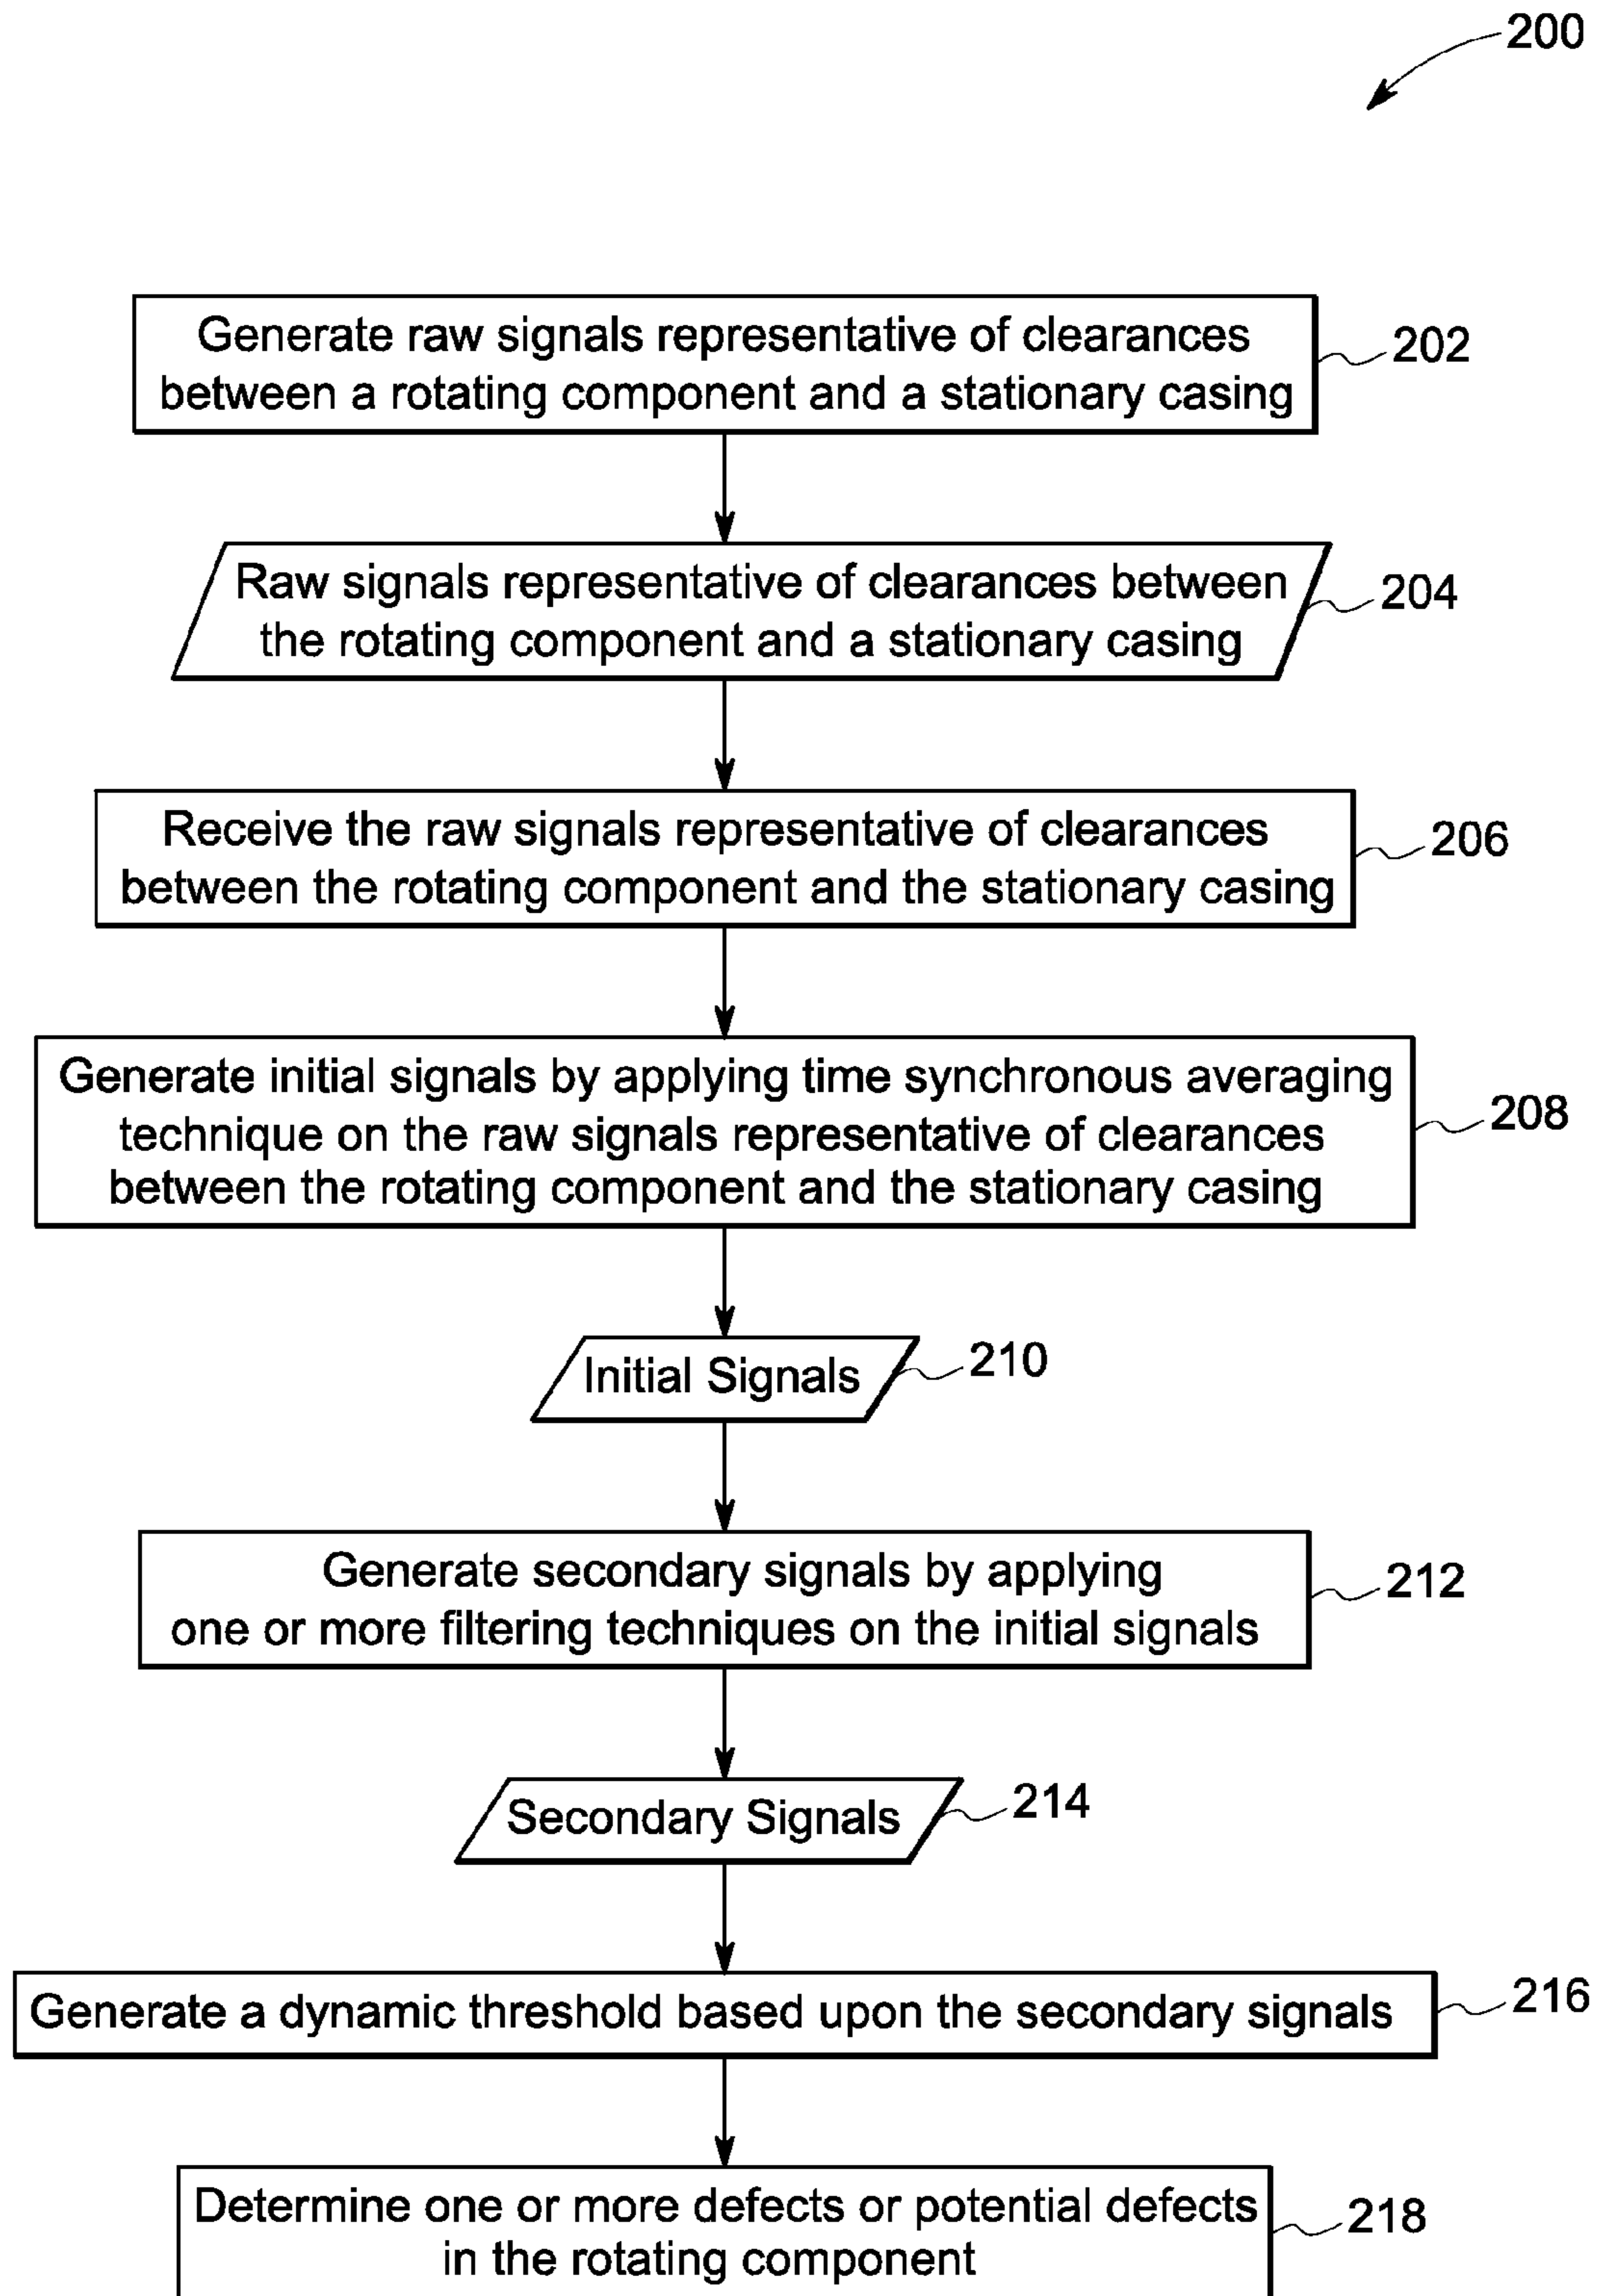 200
Generate raw signals representative of clearances
between a rotating component and a stationary casing
202
Raw signals representative of clearances between
the rotating component and a stationary casing
204
Receive the raw signals representative of clearances
between the rotating component and the stationary casing
206
Generate initial signals by applying time synchronous averaging
technique on the raw signals representative of clearances
between the rotating component and the stationary casing
208
Initial Signals
210
Generate secondary signals by applying
one or more filtering techniques on the initial signals
212
Secondary Signals
214
Generate a dynamic threshold based upon the secondary signals
216
Determine one or more defects or potential defects
in the rotating component
218